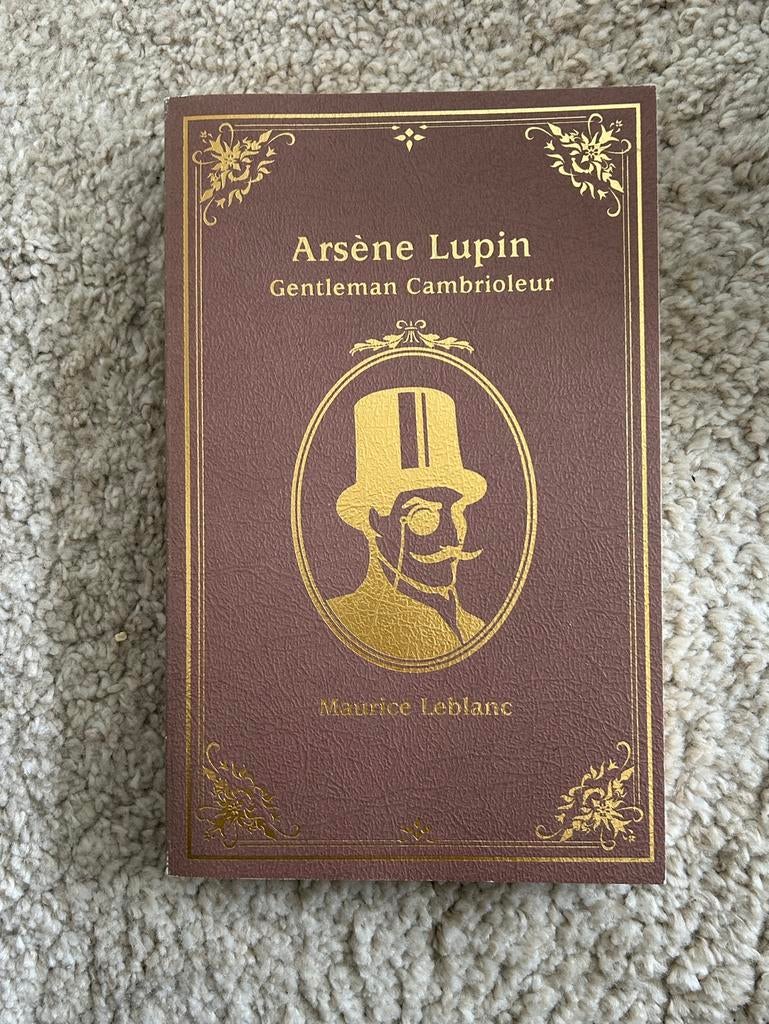 Arsène Lupin
Gentleman Cambrioleur
Maurice Leblanc